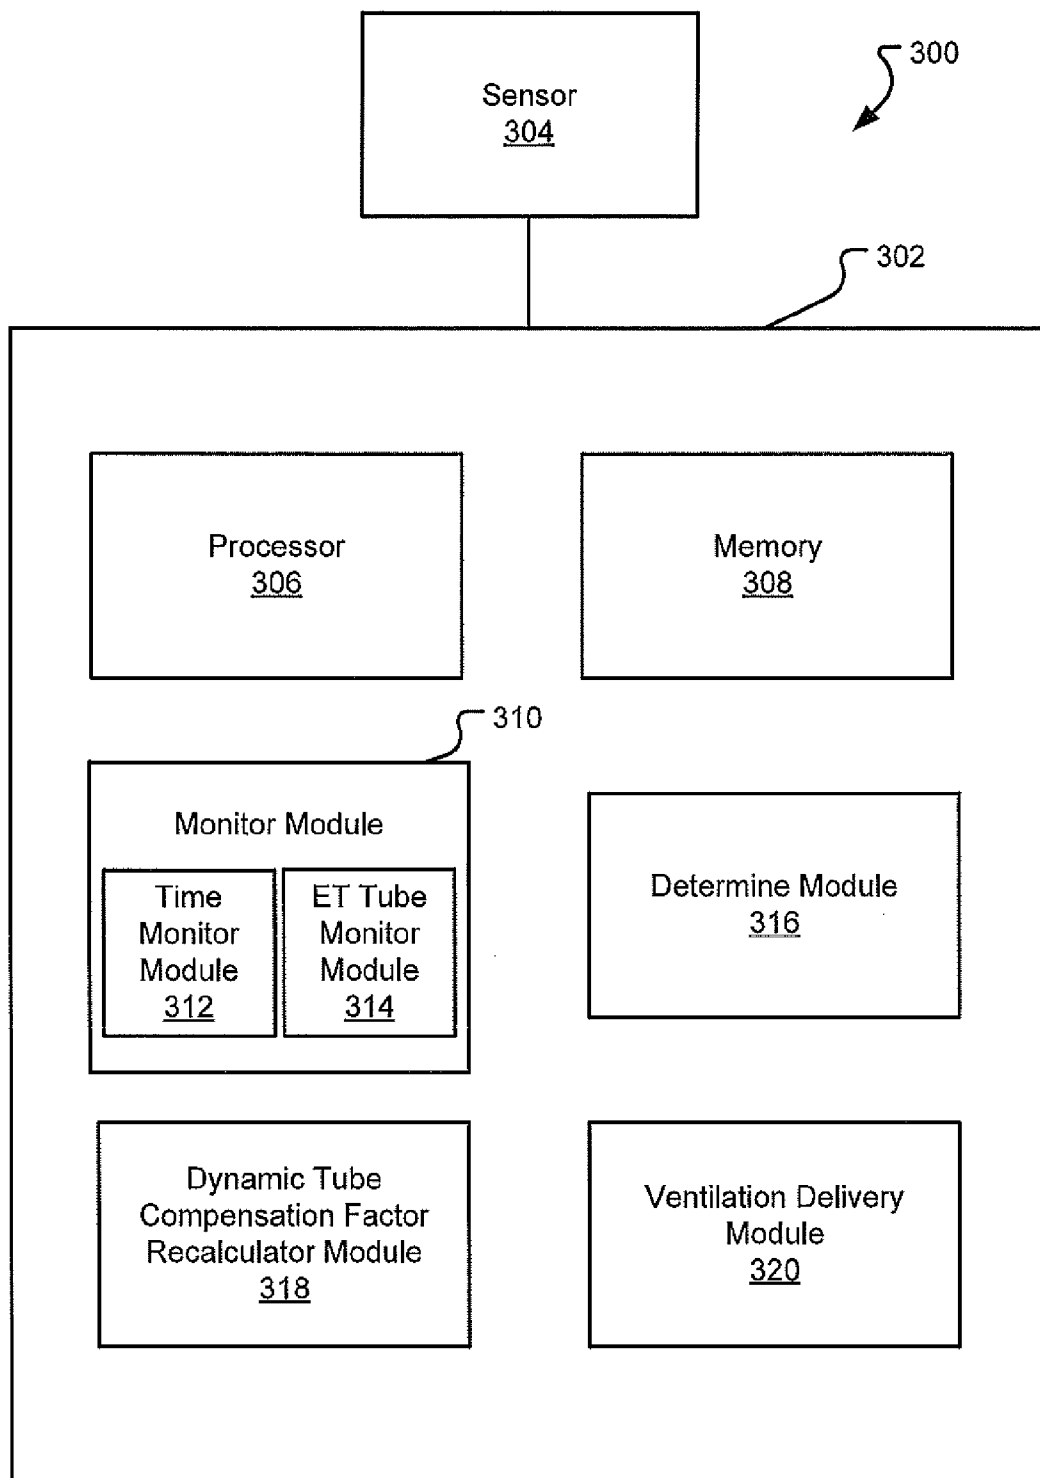 Sensor
304
300
302
Processor
306
Memory
308
310
Monitor Module
Time
Monitor
Module
312
ET Tube
Monitor
Module
314
Determine Module
316
Dynamic Tube
Compensation Factor
Recalculator Module
318
Ventilation Delivery
Module
320